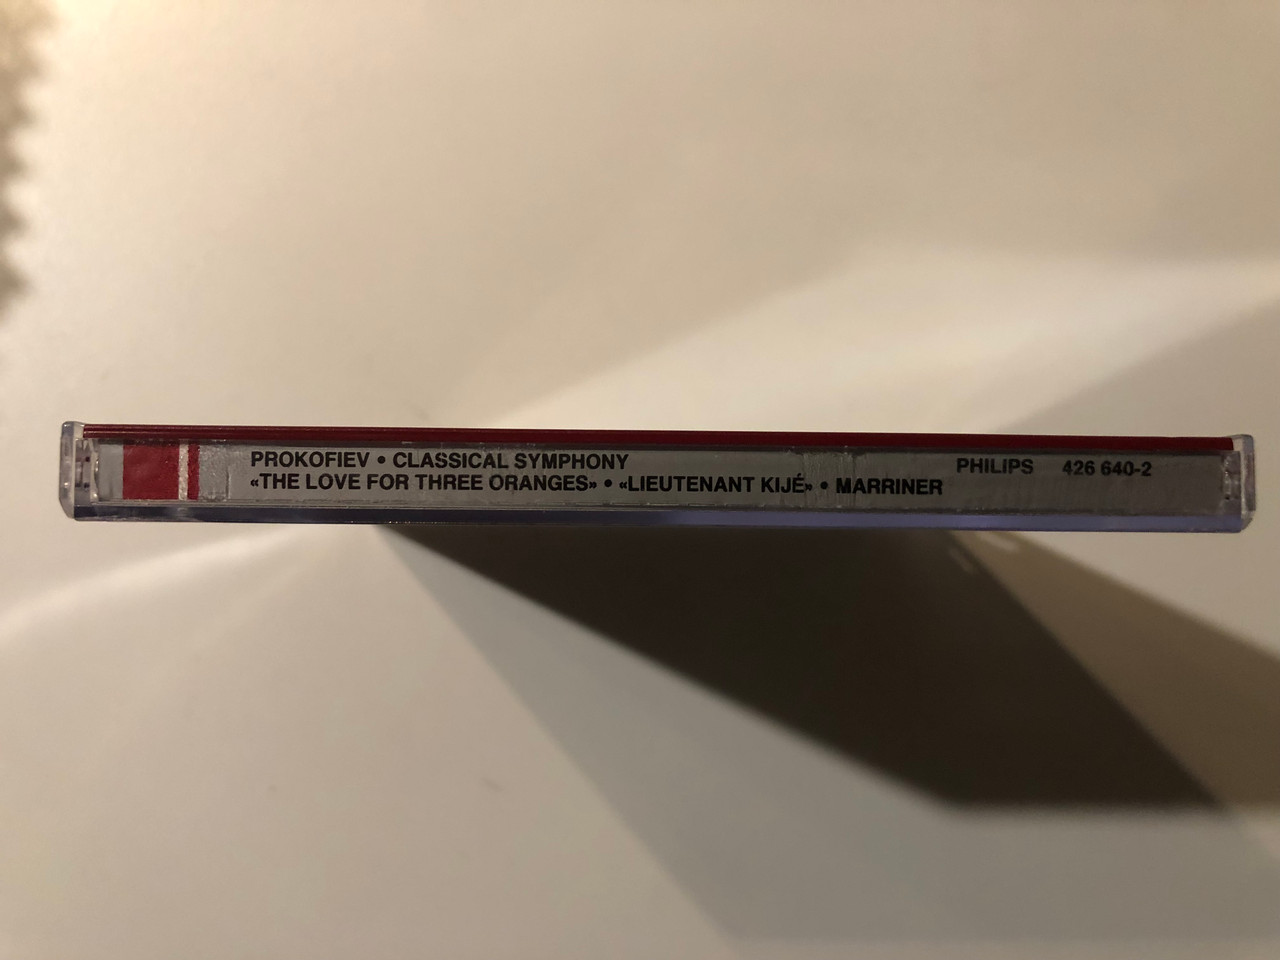 PROKOFIEV • CLASSICAL SYMPHONY
«THE LOVE FOR THREE ORANGES» • «LIEUTENANT KIJÉ» • MARRINER
PHILIPS 426 640-2